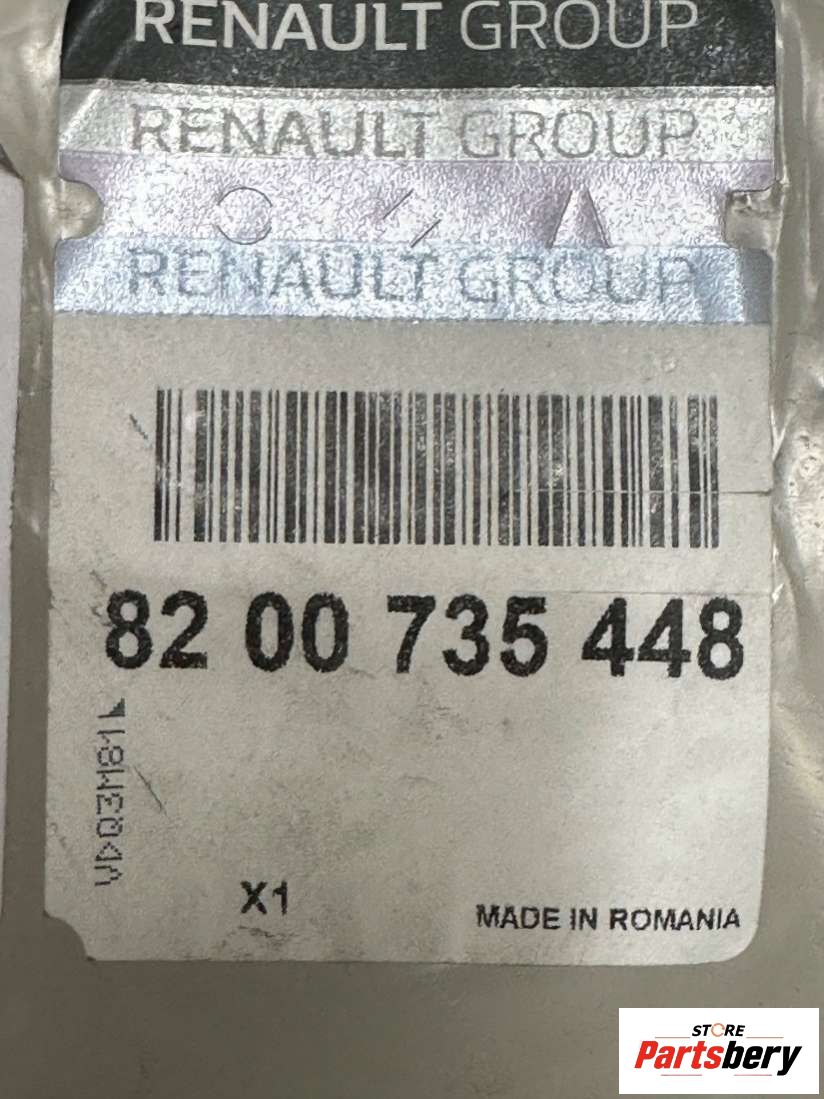 RENAULT GROUP
RENAULT GROUP
RENAULT GROUP
82 00 735 448
X1
MADE IN ROMANIA
STORE
Partsbery